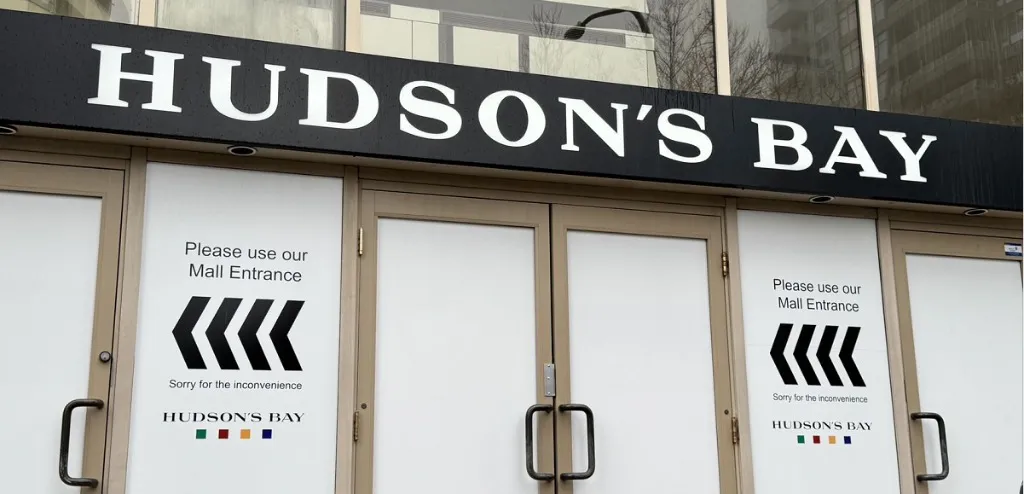 HUDSON'S BAY
Please use our
Mall Entrance
Sorry for the inconvenience
HUDSON'S BAY
Please use our
Mall Entrance
Sorry for the inconvenience
HUDSON'S BAY